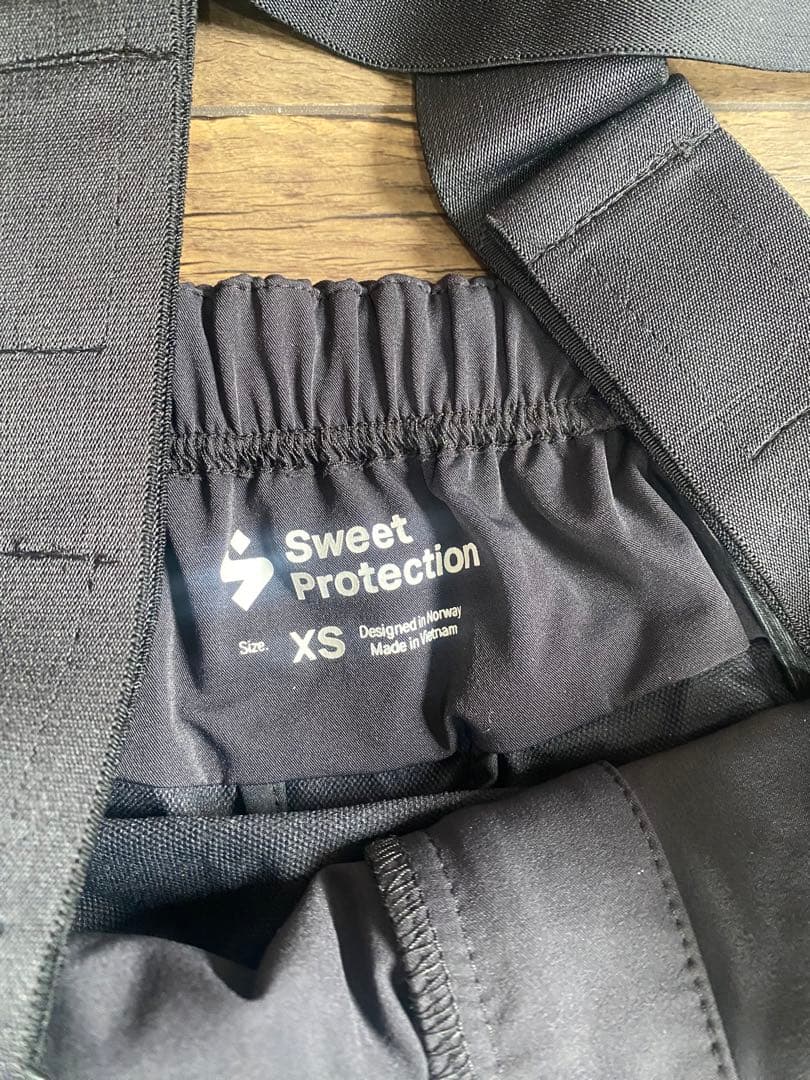 Sweet
Protection
Size. XS
Designed in Norway
Made in Vietnam